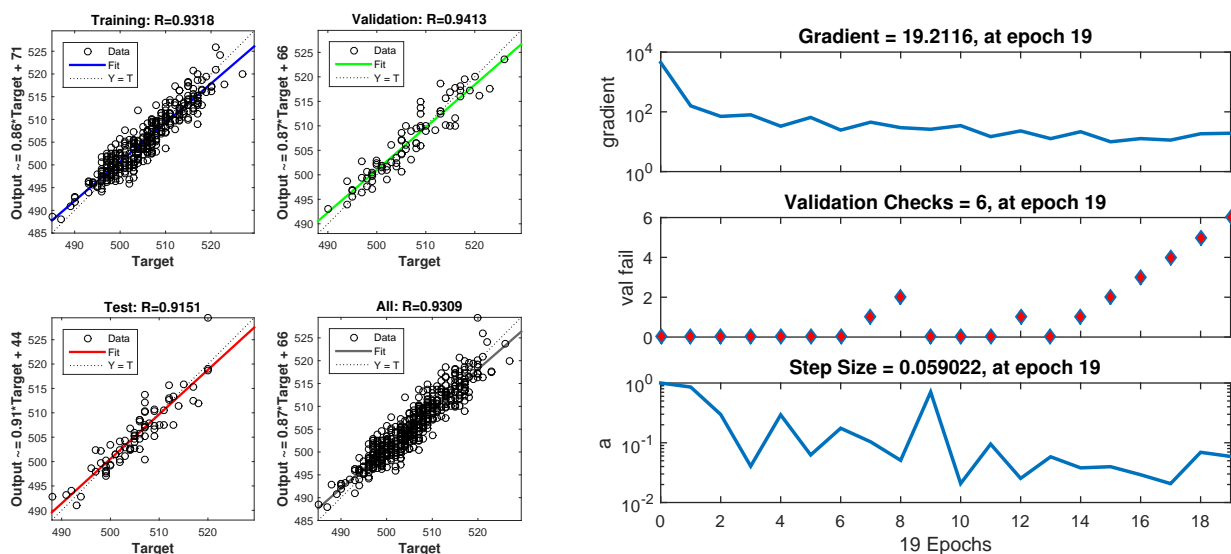 Training: R=0.9318
Output ~= 0.86*Target + 71
525
520
515
510
505
500
495
490
485
Data
Fit
Y = T
490 500 510 520
Target
Validation: R=0.9413
Output ~= 0.87*Target + 66
525
520
515
510
505
500
495
490
Data
Fit
Y = T
490 500 510 520
Target
Test: R=0.9151
Output ~= 0.91*Target + 44
525
520
515
510
505
500
495
490
Data
Fit
Y = T
490 500 510 520
Target
All: R=0.9309
Output ~= 0.87*Target + 66
525
520
515
510
505
500
495
490
485
Data
Fit
Y = T
490 500 510 520
Target
Gradient = 19.2116, at epoch 19
gradient
10^4
10^2
10^0
Validation Checks = 6, at epoch 19
val fail
6
4
2
0
Step Size = 0.059022, at epoch 19
a
10^0
10^-1
10^-2
0 2 4 6 8 10 12 14 16 18
19 Epochs